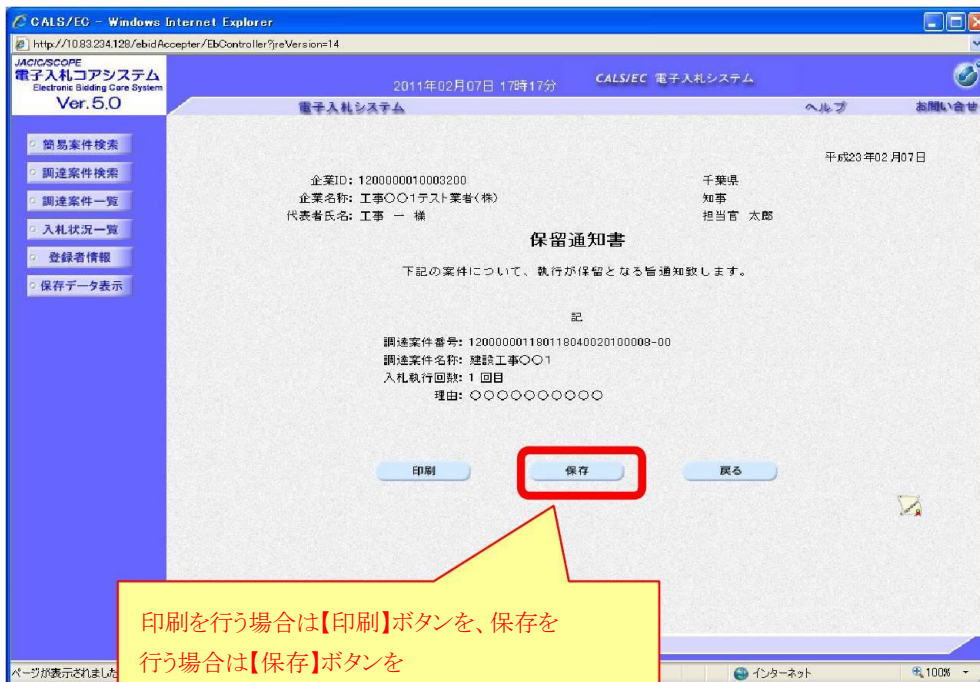 CALS/EC - Windows Internet Explorer
http://10.83.234.128/ebidAccepter/EbController?jreVersion=14
JACIC/SCOPE
電子入札コアシステム
Electronic Bidding Core System
Ver.5.0
2011年02月07日 17時17分
CALS/EC 電子入札システム
電子入札システム
ヘルプ
お問い合せ
簡易案件検索
調達案件検索
調達案件一覧
入札状況一覧
登録者情報
保存データ表示
平成23年02月07日
企業ID: 1200000010003200
千葉県
企業名称: 工事〇〇1テスト業者(株)
知事
代表者氏名: 工事 一 様
担当官 太郎
保留通知書
下記の案件について、執行が保留となる旨通知致します。
記
調達案件番号: 1200000011801180400201000​08-00
調達案件名称: 建設工事〇〇1
入札執行回数: 1 回目
理由: 〇〇〇〇〇〇〇〇〇〇
印刷
保存
戻る
印刷を行う場合は【印刷】ボタンを、保存を
行う場合は【保存】ボタンを
ページが表示されました
インターネット
100%